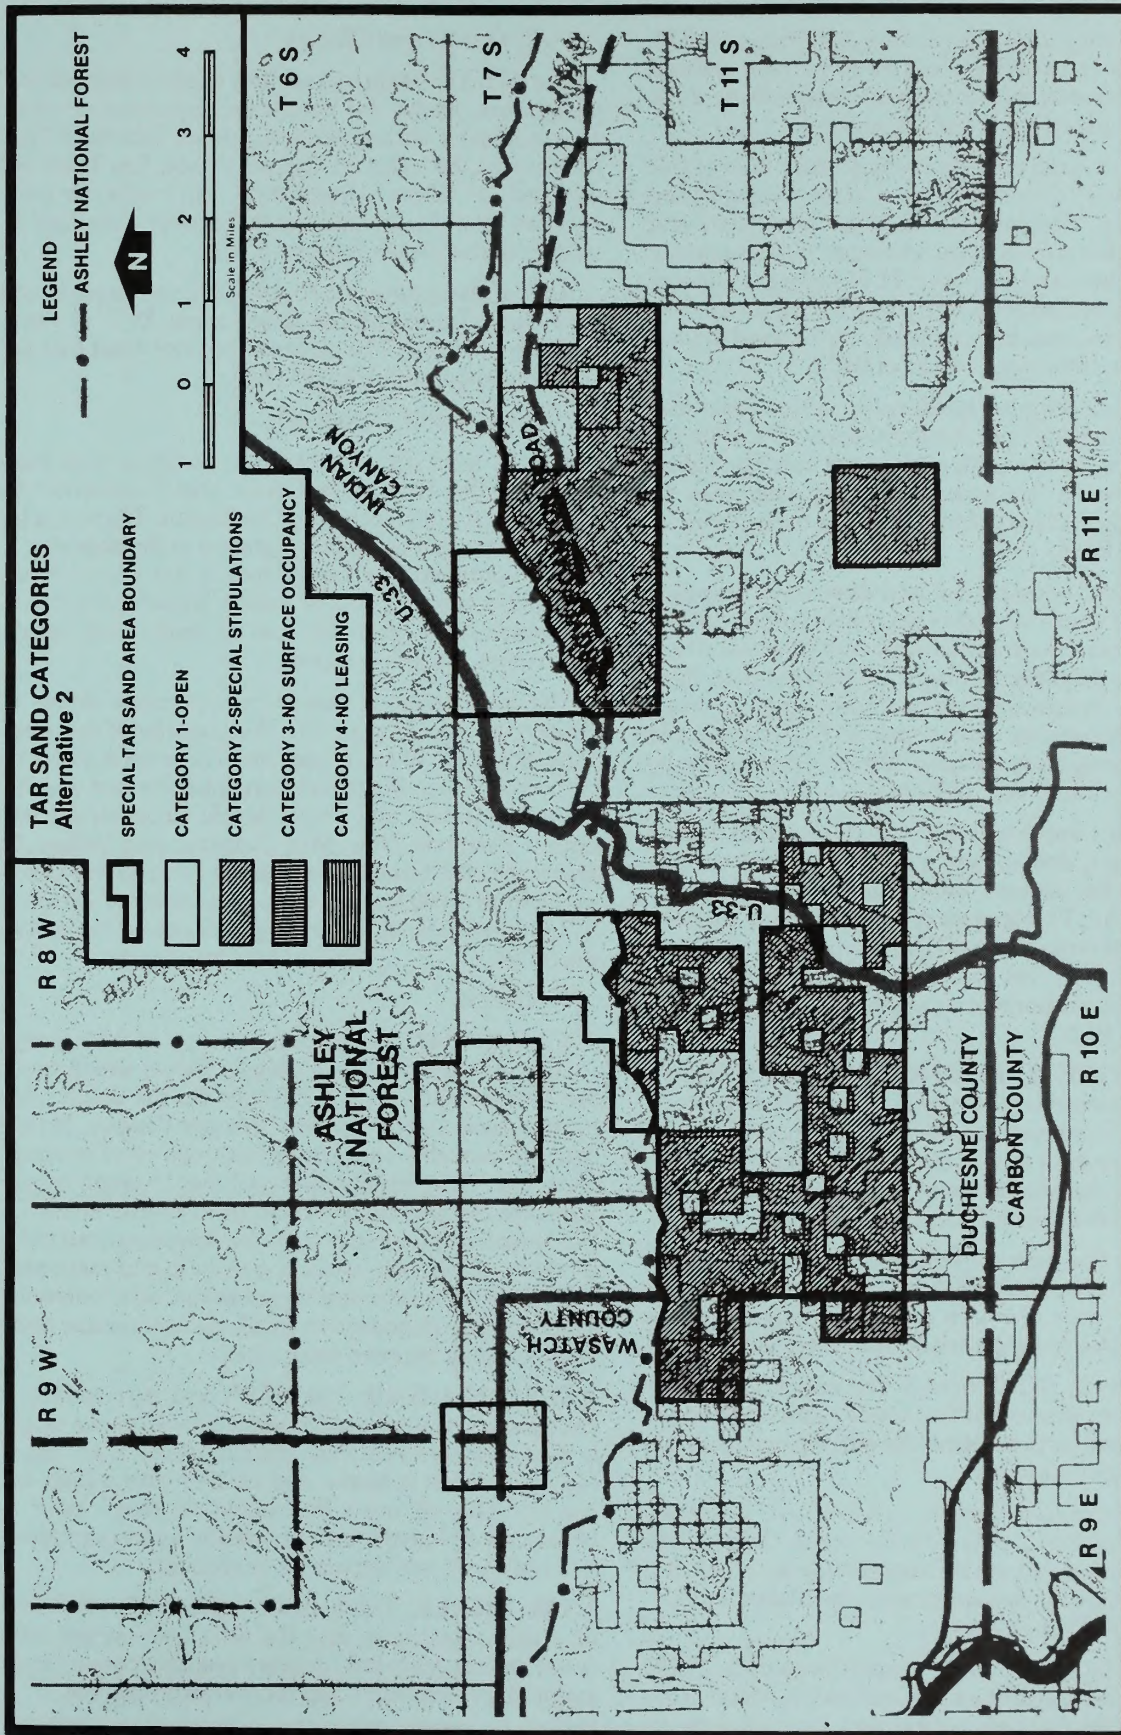 TAR SAND CATEGORIES
Alternative 2
SPECIAL TAR SAND AREA BOUNDARY
CATEGORY 1-OPEN
CATEGORY 2-SPECIAL STIPULATIONS
CATEGORY 3-NO SURFACE OCCUPANCY
CATEGORY 4-NO LEASING
LEGEND
ASHLEY NATIONAL FOREST
N
1 0 1 2 3 4
Scale in Miles
R 9 W
R 8 W
T 6 S
T 7 S
T 11 S
INDIAN
CANYON
U-33
ROAD
ASHLEY
NATIONAL
FOREST
WASATCH
COUNTY
U-33
DUCHESNE COUNTY
CARBON COUNTY
R 9 E
R 10 E
R 11 E